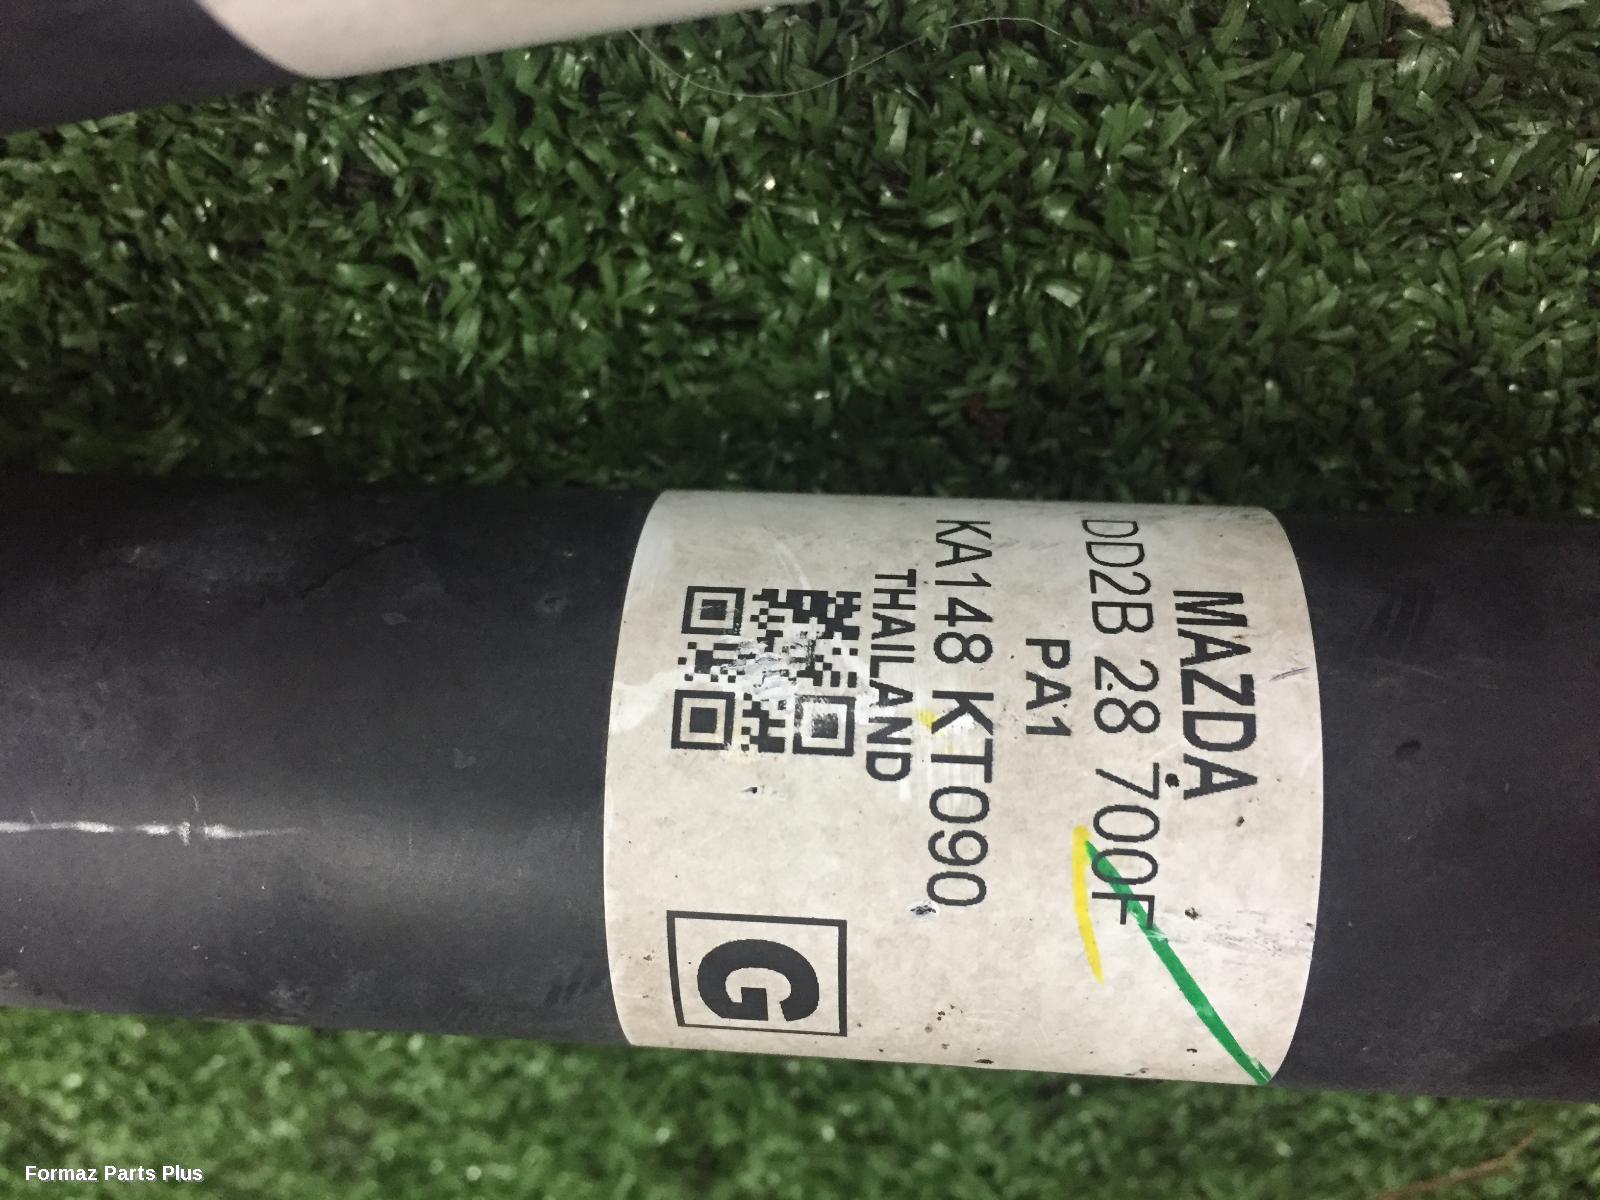 MAZDA
DD2B 28 700F
PA1
KA148 KT090
THAILAND
G
Formaz Parts Plus